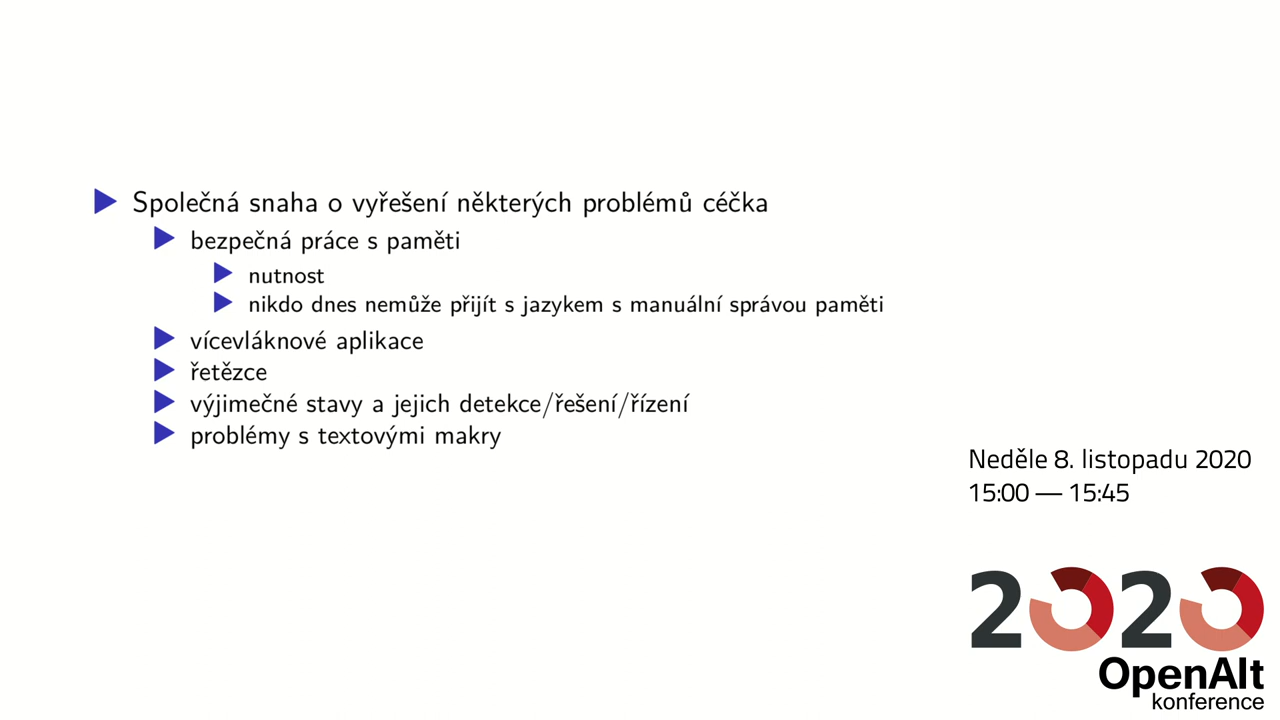 Společná snaha o vyřešení některých problémů céčka
bezpečná práce s paměti
nutnost
nikdo dnes nemůže přijít s jazykem s manuální správou paměti
vícevláknové aplikace
řetězce
výjimečné stavy a jejich detekce/řešení/řízení
problémy s textovými makry
Neděle 8. listopadu 2020
15:00 — 15:45
2020
OpenAlt
konference